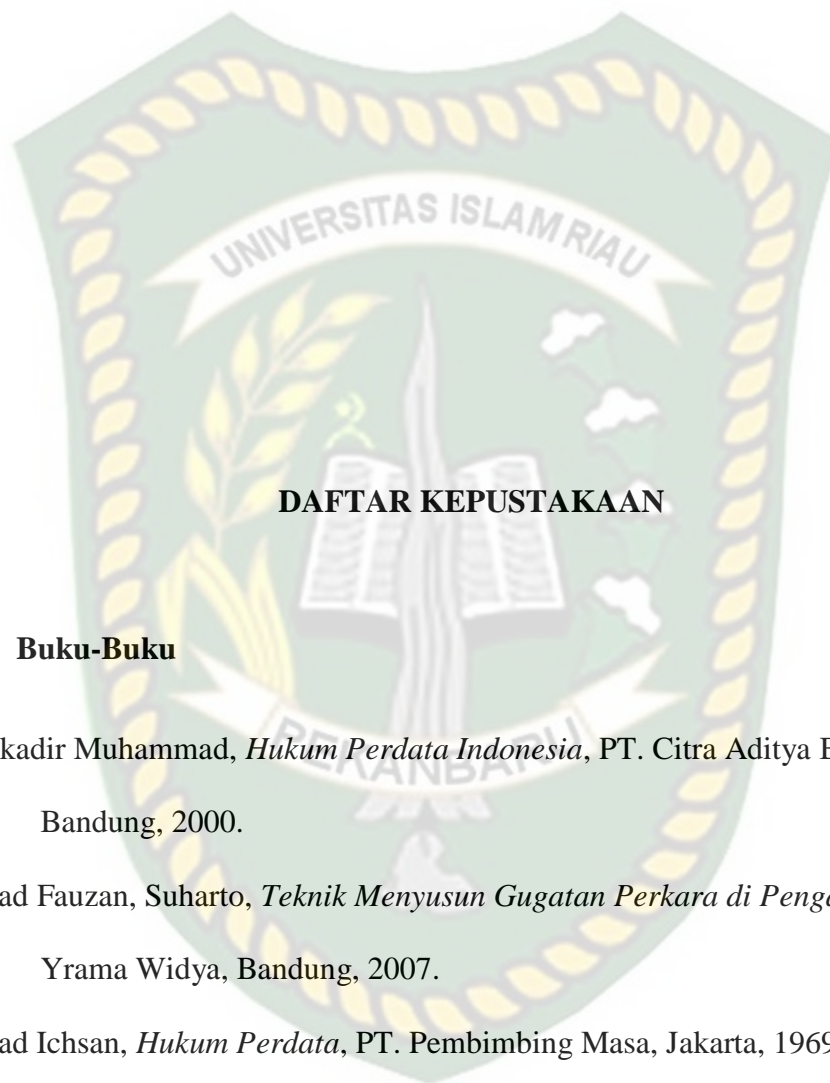 UNIVERSITAS ISLAM RIAU
DAFTAR KEPUSTAKAAN
Buku-Buku
kadir Muhammad, Hukum Perdata Indonesia, PT. Citra Aditya B
Bandung, 2000.
ad Fauzan, Suharto, Teknik Menyusun Gugatan Perkara di Penga
Yrama Widya, Bandung, 2007.
PEKANBARU
ad Ichsan, Hukum Perdata, PT. Pembimbing Masa, Jakarta, 1969